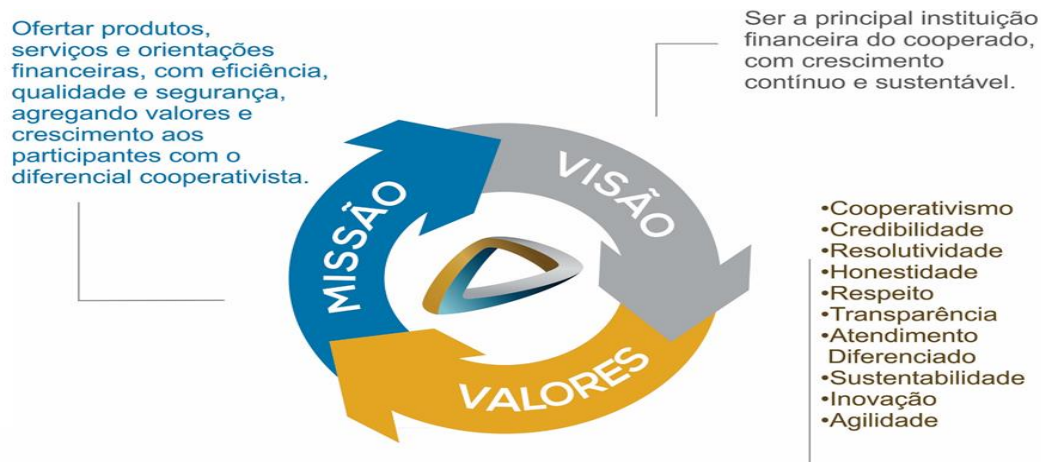 Ofertar produtos,
serviços e orientações
financeiras, com eficiência,
qualidade e segurança,
agregando valores e
crescimento aos
participantes com o
diferencial cooperativista.
Ser a principal instituição
financeira do cooperado,
com crescimento
contínuo e sustentável.
MISSÃO
VISÃO
VALORES
•Cooperativismo
•Credibilidade
•Resolutividade
•Honestidade
•Respeito
•Transparência
•Atendimento
Diferenciado
•Sustentabilidade
•Inovação
•Agilidade